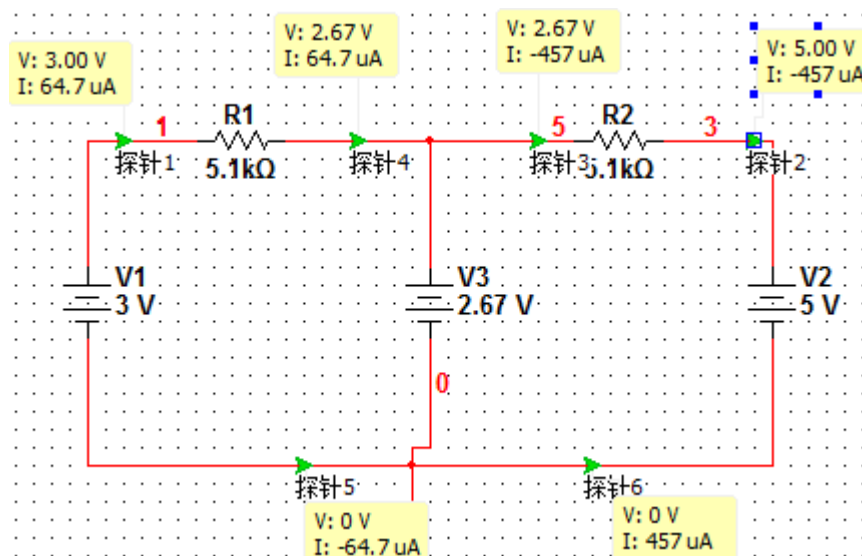 V: 3.00 V
I: 64.7 uA
V: 2.67 V
I: 64.7 uA
V: 2.67 V
I: -457 uA
V: 5.00 V
I: -457 uA
1
R1
5.1kΩ
探针1
探针4
5
R2
5.1kΩ
3
探针3
探针2
V1
3 V
V3
2.67 V
V2
5 V
0
探针5
探针6
V: 0 V
I: -64.7 uA
V: 0 V
I: 457 uA